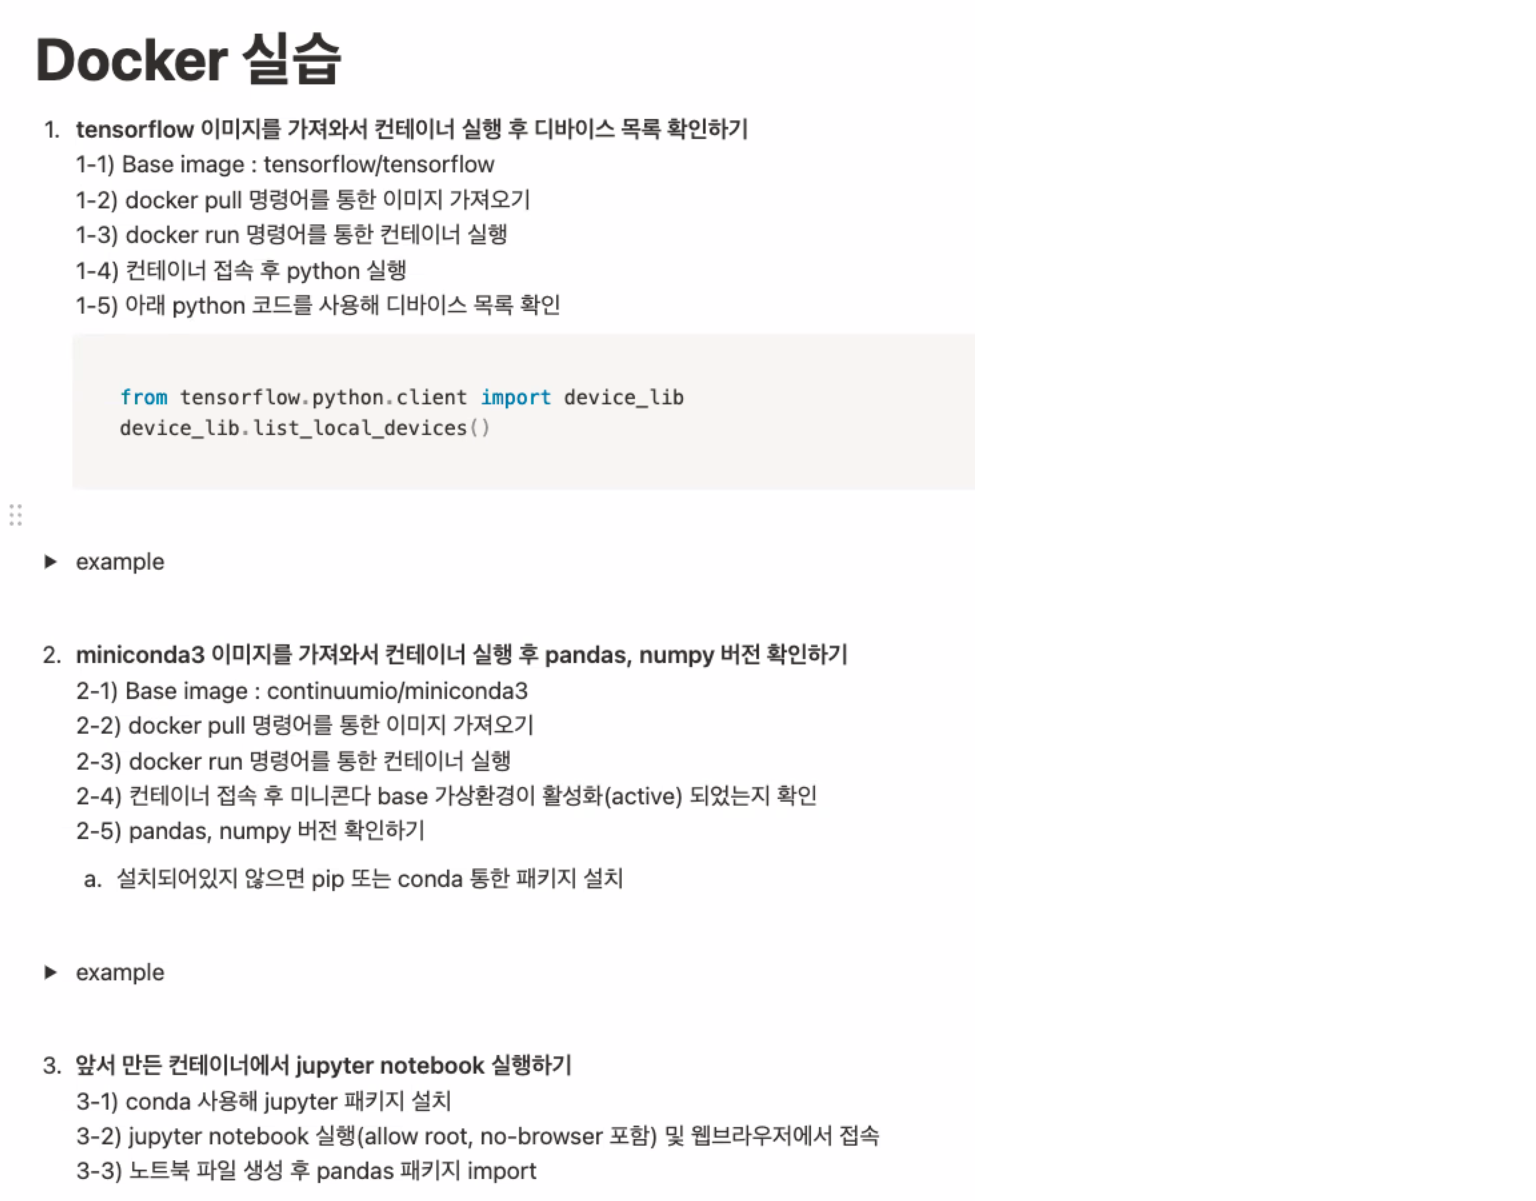 Docker 실습
1. tensorflow 이미지를 가져와서 컨테이너 실행 후 디바이스 목록 확인하기
1-1) Base image : tensorflow/tensorflow
1-2) docker pull 명령어를 통한 이미지 가져오기
1-3) docker run 명령어를 통한 컨테이너 실행
1-4) 컨테이너 접속 후 python 실행
1-5) 아래 python 코드를 사용해 디바이스 목록 확인
from tensorflow.python.client import device_lib
device_lib.list_local_devices()
example
2. miniconda3 이미지를 가져와서 컨테이너 실행 후 pandas, numpy 버전 확인하기
2-1) Base image : continuumio/miniconda3
2-2) docker pull 명령어를 통한 이미지 가져오기
2-3) docker run 명령어를 통한 컨테이너 실행
2-4) 컨테이너 접속 후 미니콘다 base 가상환경이 활성화(active) 되었는지 확인
2-5) pandas, numpy 버전 확인하기
a. 설치되어있지 않으면 pip 또는 conda 통한 패키지 설치
example
3. 앞서 만든 컨테이너에서 jupyter notebook 실행하기
3-1) conda 사용해 jupyter 패키지 설치
3-2) jupyter notebook 실행(allow root, no-browser 포함) 및 웹브라우저에서 접속
3-3) 노트북 파일 생성 후 pandas 패키지 import